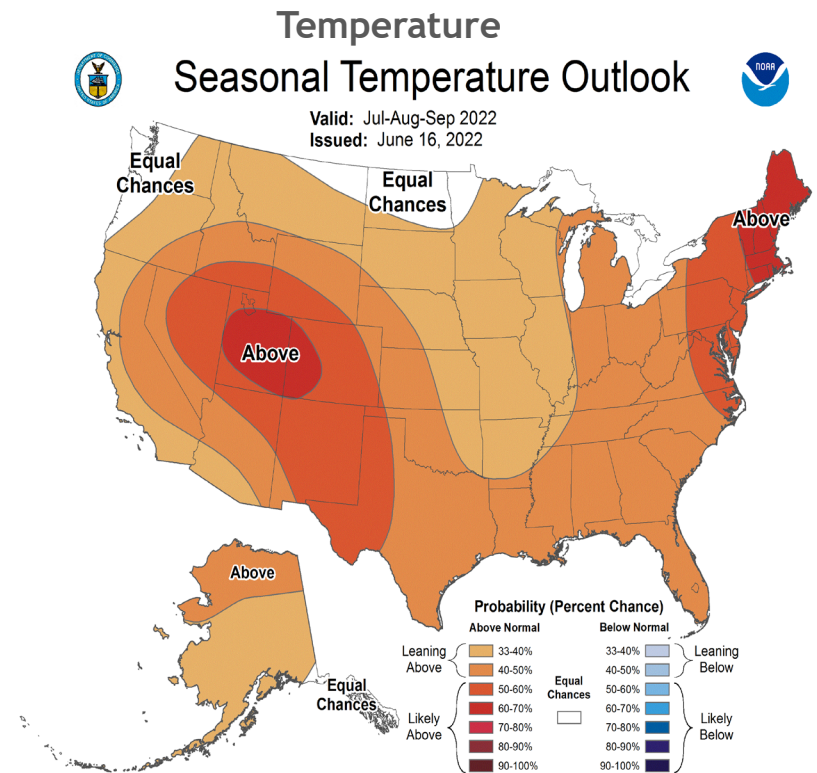 Temperature
Seasonal Temperature Outlook
NOAA
Valid: Jul-Aug-Sep 2022
Issued: June 16, 2022
Equal
Chances
Equal
Chances
Above
Above
Above
Equal
Chances
Probability (Percent Chance)
Above Normal
Below Normal
Leaning
Above
33-40%
40-50%
Likely
Above
50-60%
60-70%
70-80%
80-90%
90-100%
Equal
Chances
33-40%
40-50%
Leaning
Below
50-60%
60-70%
70-80%
80-90%
90-100%
Likely
Below